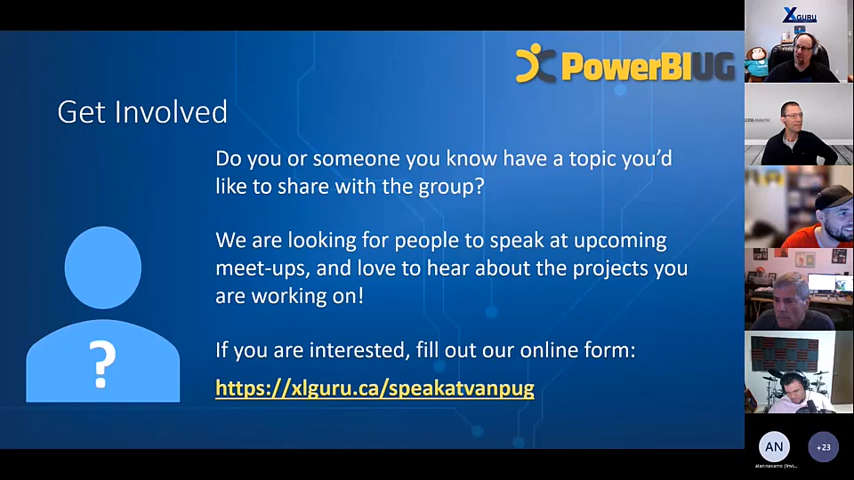 PowerBIUG
Get Involved
Do you or someone you know have a topic you'd
like to share with the group?
We are looking for people to speak at upcoming
meet-ups, and love to hear about the projects you
are working on!
If you are interested, fill out our online form:
https://xlguru.ca/speakatvanpug
?
XLGURU
AN
+23